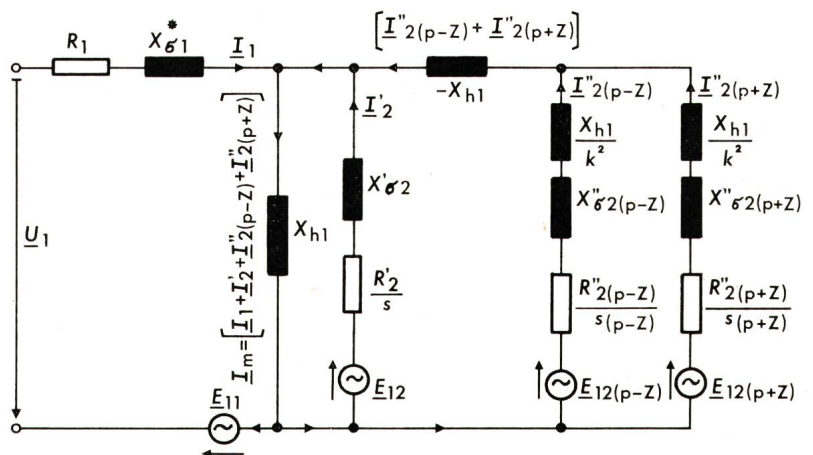 [I''2(p-Z) + I''2(p+Z)]
R1
X*σ1
I1
-Xh1
I''2(p-Z)
I''2(p+Z)
I'2
Xh1
k²
Xh1
k²
X'σ2
X''σ2(p-Z)
X''σ2(p+Z)
U1
Im=[I1+I'2+I''2(p-Z)+I''2(p+Z)]
Xh1
R'2
s
R''2(p-Z)
s(p-Z)
R''2(p+Z)
s(p+Z)
E11
E12
E12(p-Z)
E12(p+Z)